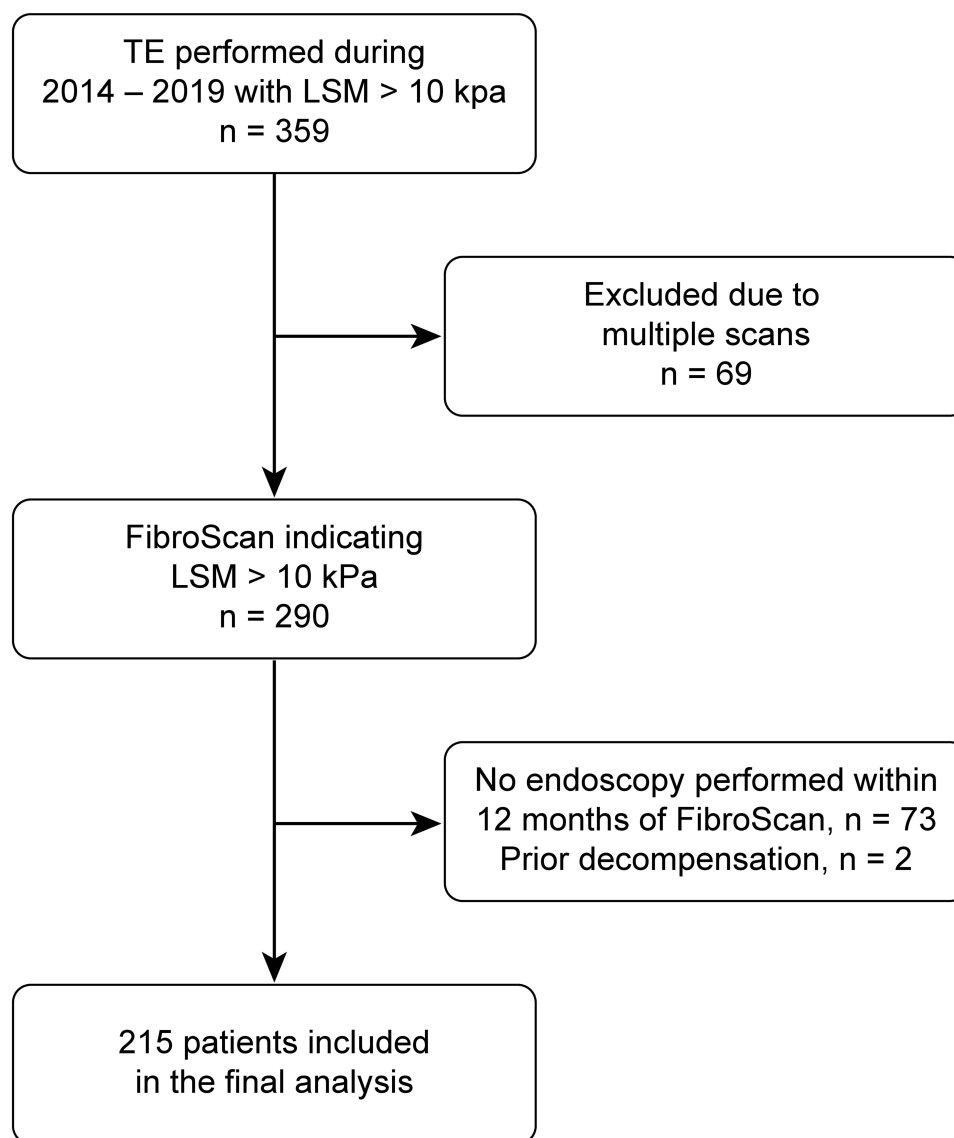 TE performed during
2014 – 2019 with LSM > 10 kpa
n = 359
Excluded due to
multiple scans
n = 69
FibroScan indicating
LSM > 10 kPa
n = 290
No endoscopy performed within
12 months of FibroScan, n = 73
Prior decompensation, n = 2
215 patients included
in the final analysis